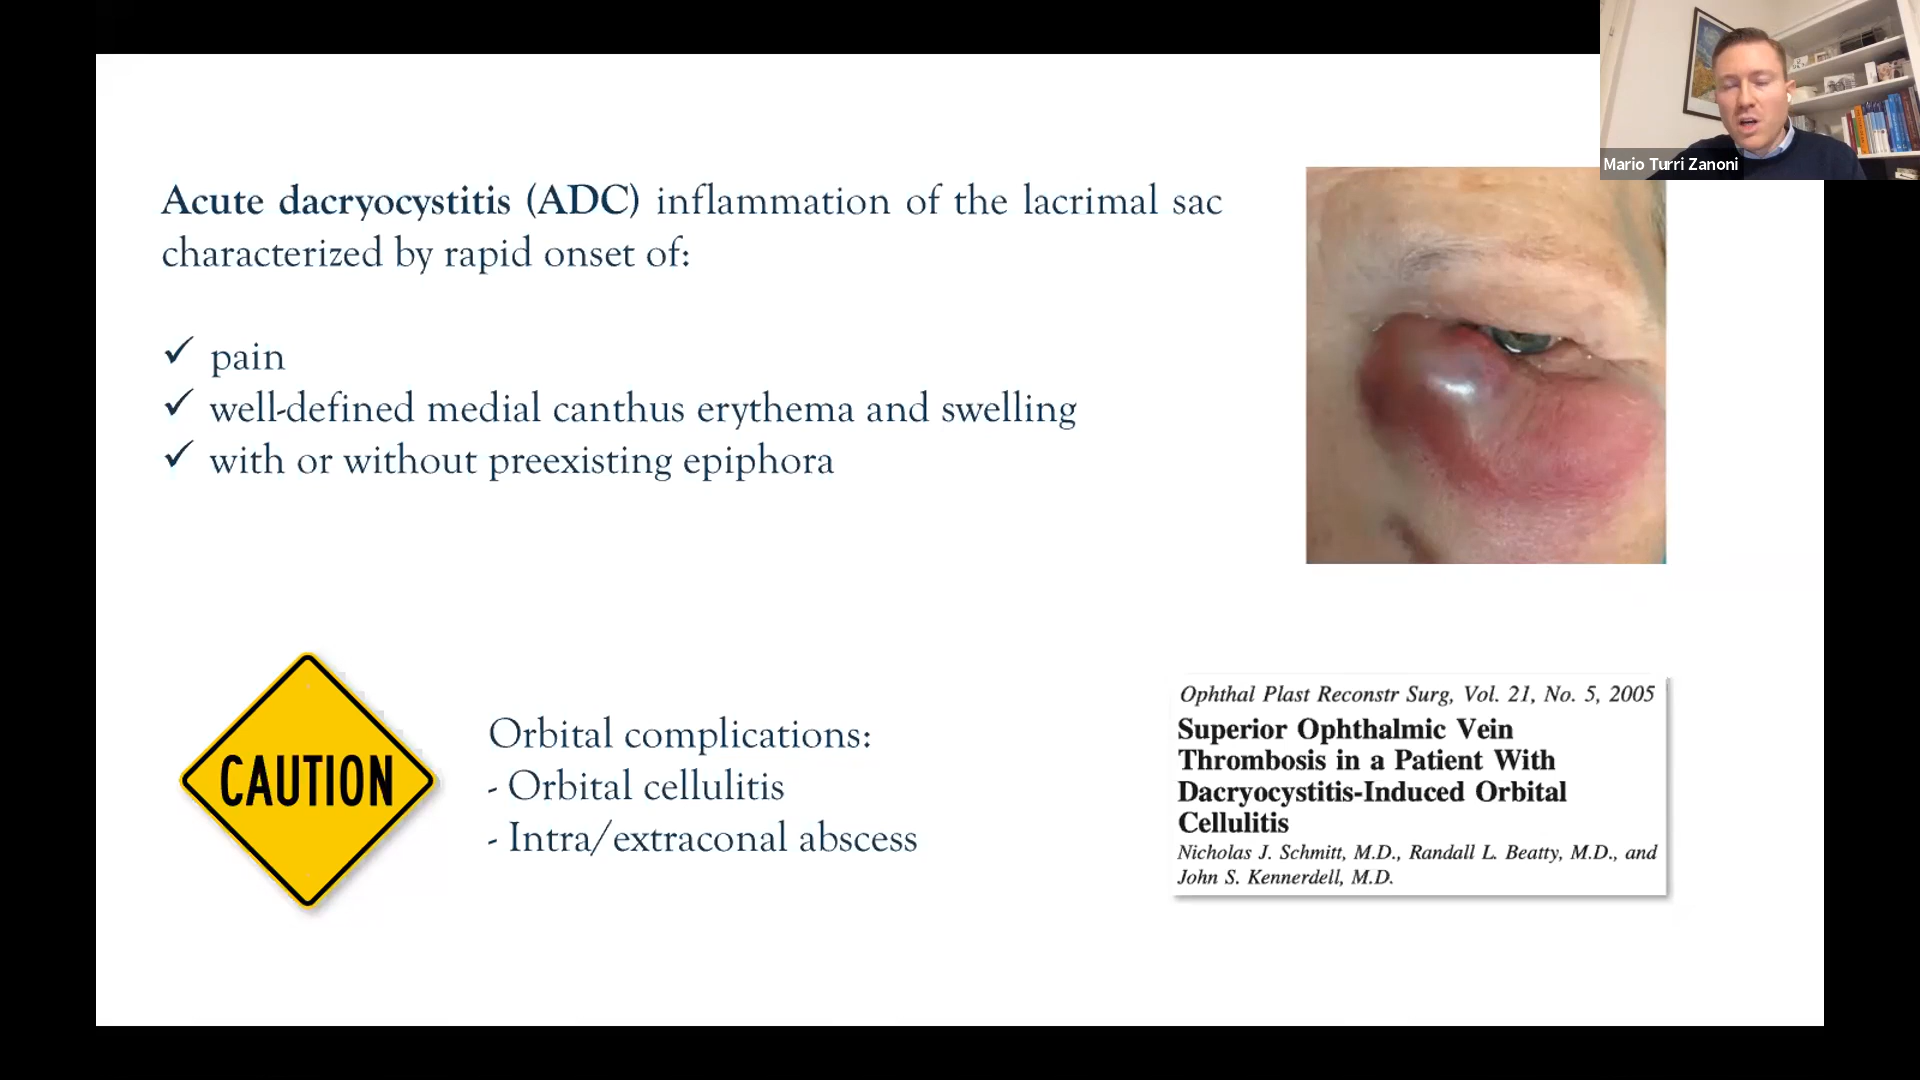 Mario Turri Zanoni
Acute dacryocystitis (ADC) inflammation of the lacrimal sac
characterized by rapid onset of:
✓ pain
✓ well-defined medial canthus erythema and swelling
✓ with or without preexisting epiphora
CAUTION
Orbital complications:
- Orbital cellulitis
- Intra/extraconal abscess
Ophthal Plast Reconstr Surg, Vol. 21, No. 5, 2005
Superior Ophthalmic Vein
Thrombosis in a Patient With
Dacryocystitis-Induced Orbital
Cellulitis
Nicholas J. Schmitt, M.D., Randall L. Beatty, M.D., and
John S. Kennerdell, M.D.